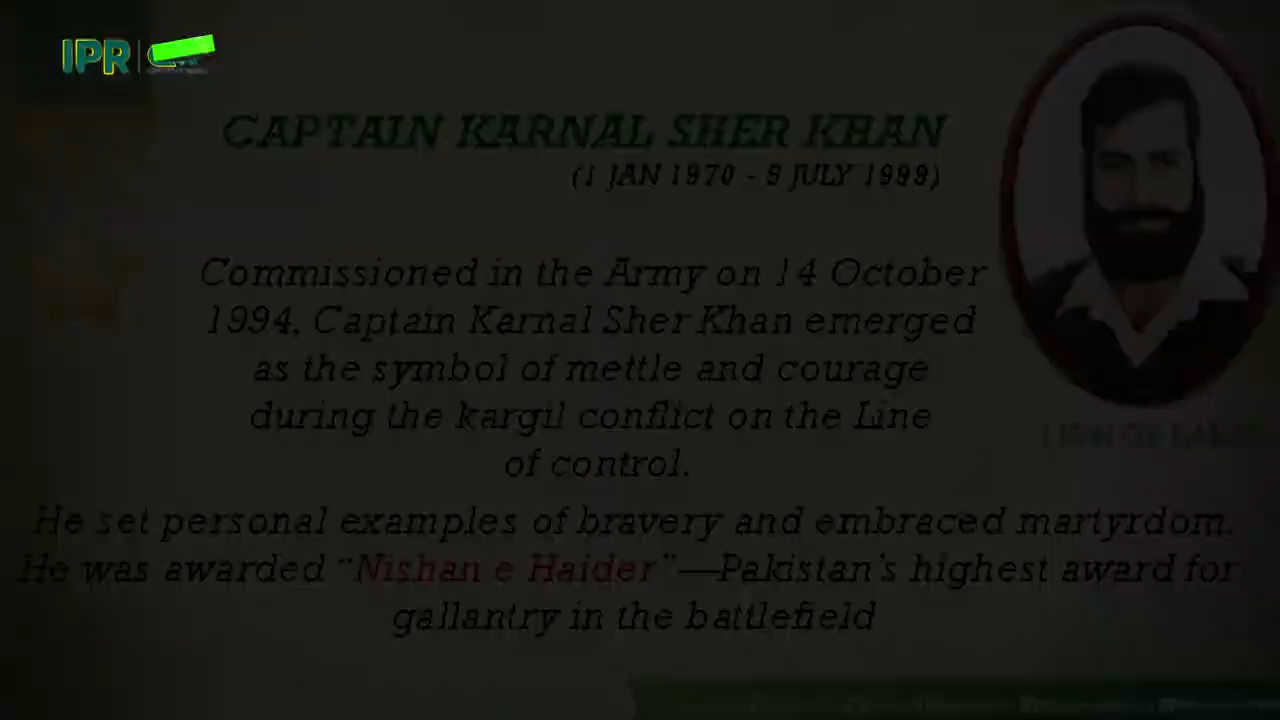 IPR
CAPTAIN KARNAL SHER KHAN
(1 JAN 1970 - 5 JULY 1999)
Commissioned in the Army on 14 October
1994, Captain Karnal Sher Khan emerged
as the symbol of mettle and courage
during the kargil conflict on the Line
of control.
He set personal examples of bravery and embraced martyrdom.
He was awarded “Nishan e Haider”—Pakistan’s highest award for
gallantry in the battlefield
LION OF